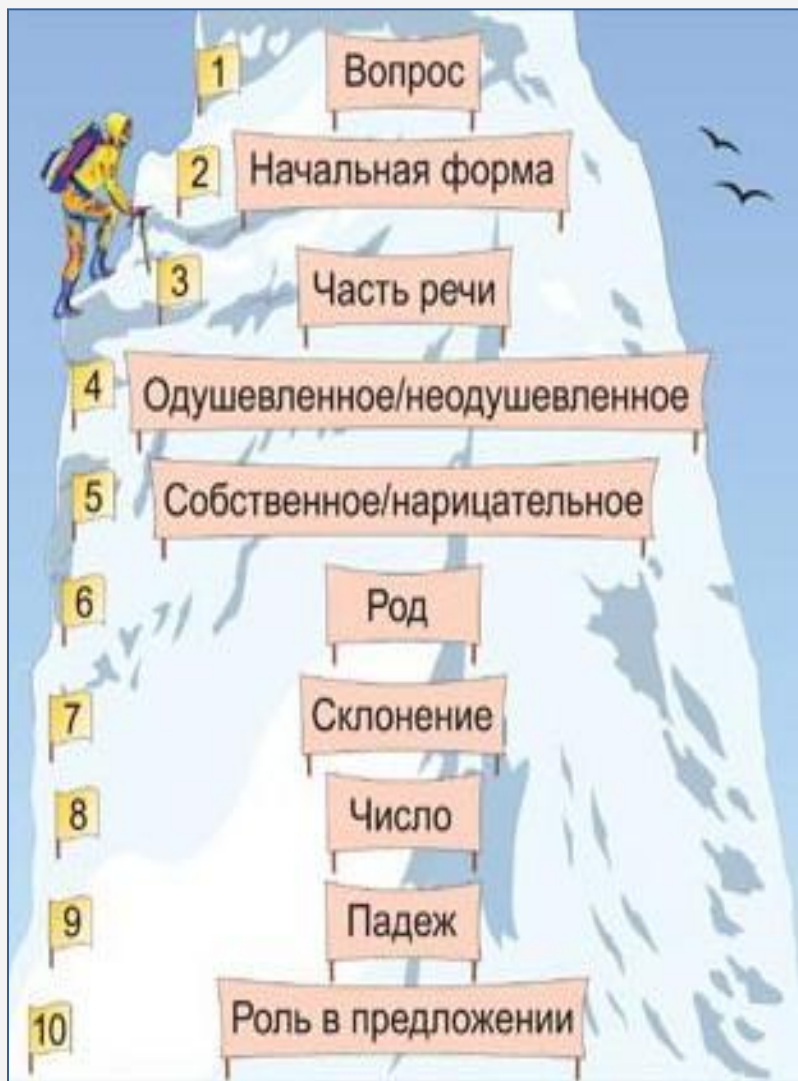 1 Вопрос
2 Начальная форма
3 Часть речи
4 Одушевленное/неодушевленное
5 Собственное/нарицательное
6 Род
7 Склонение
8 Число
9 Падеж
10 Роль в предложении